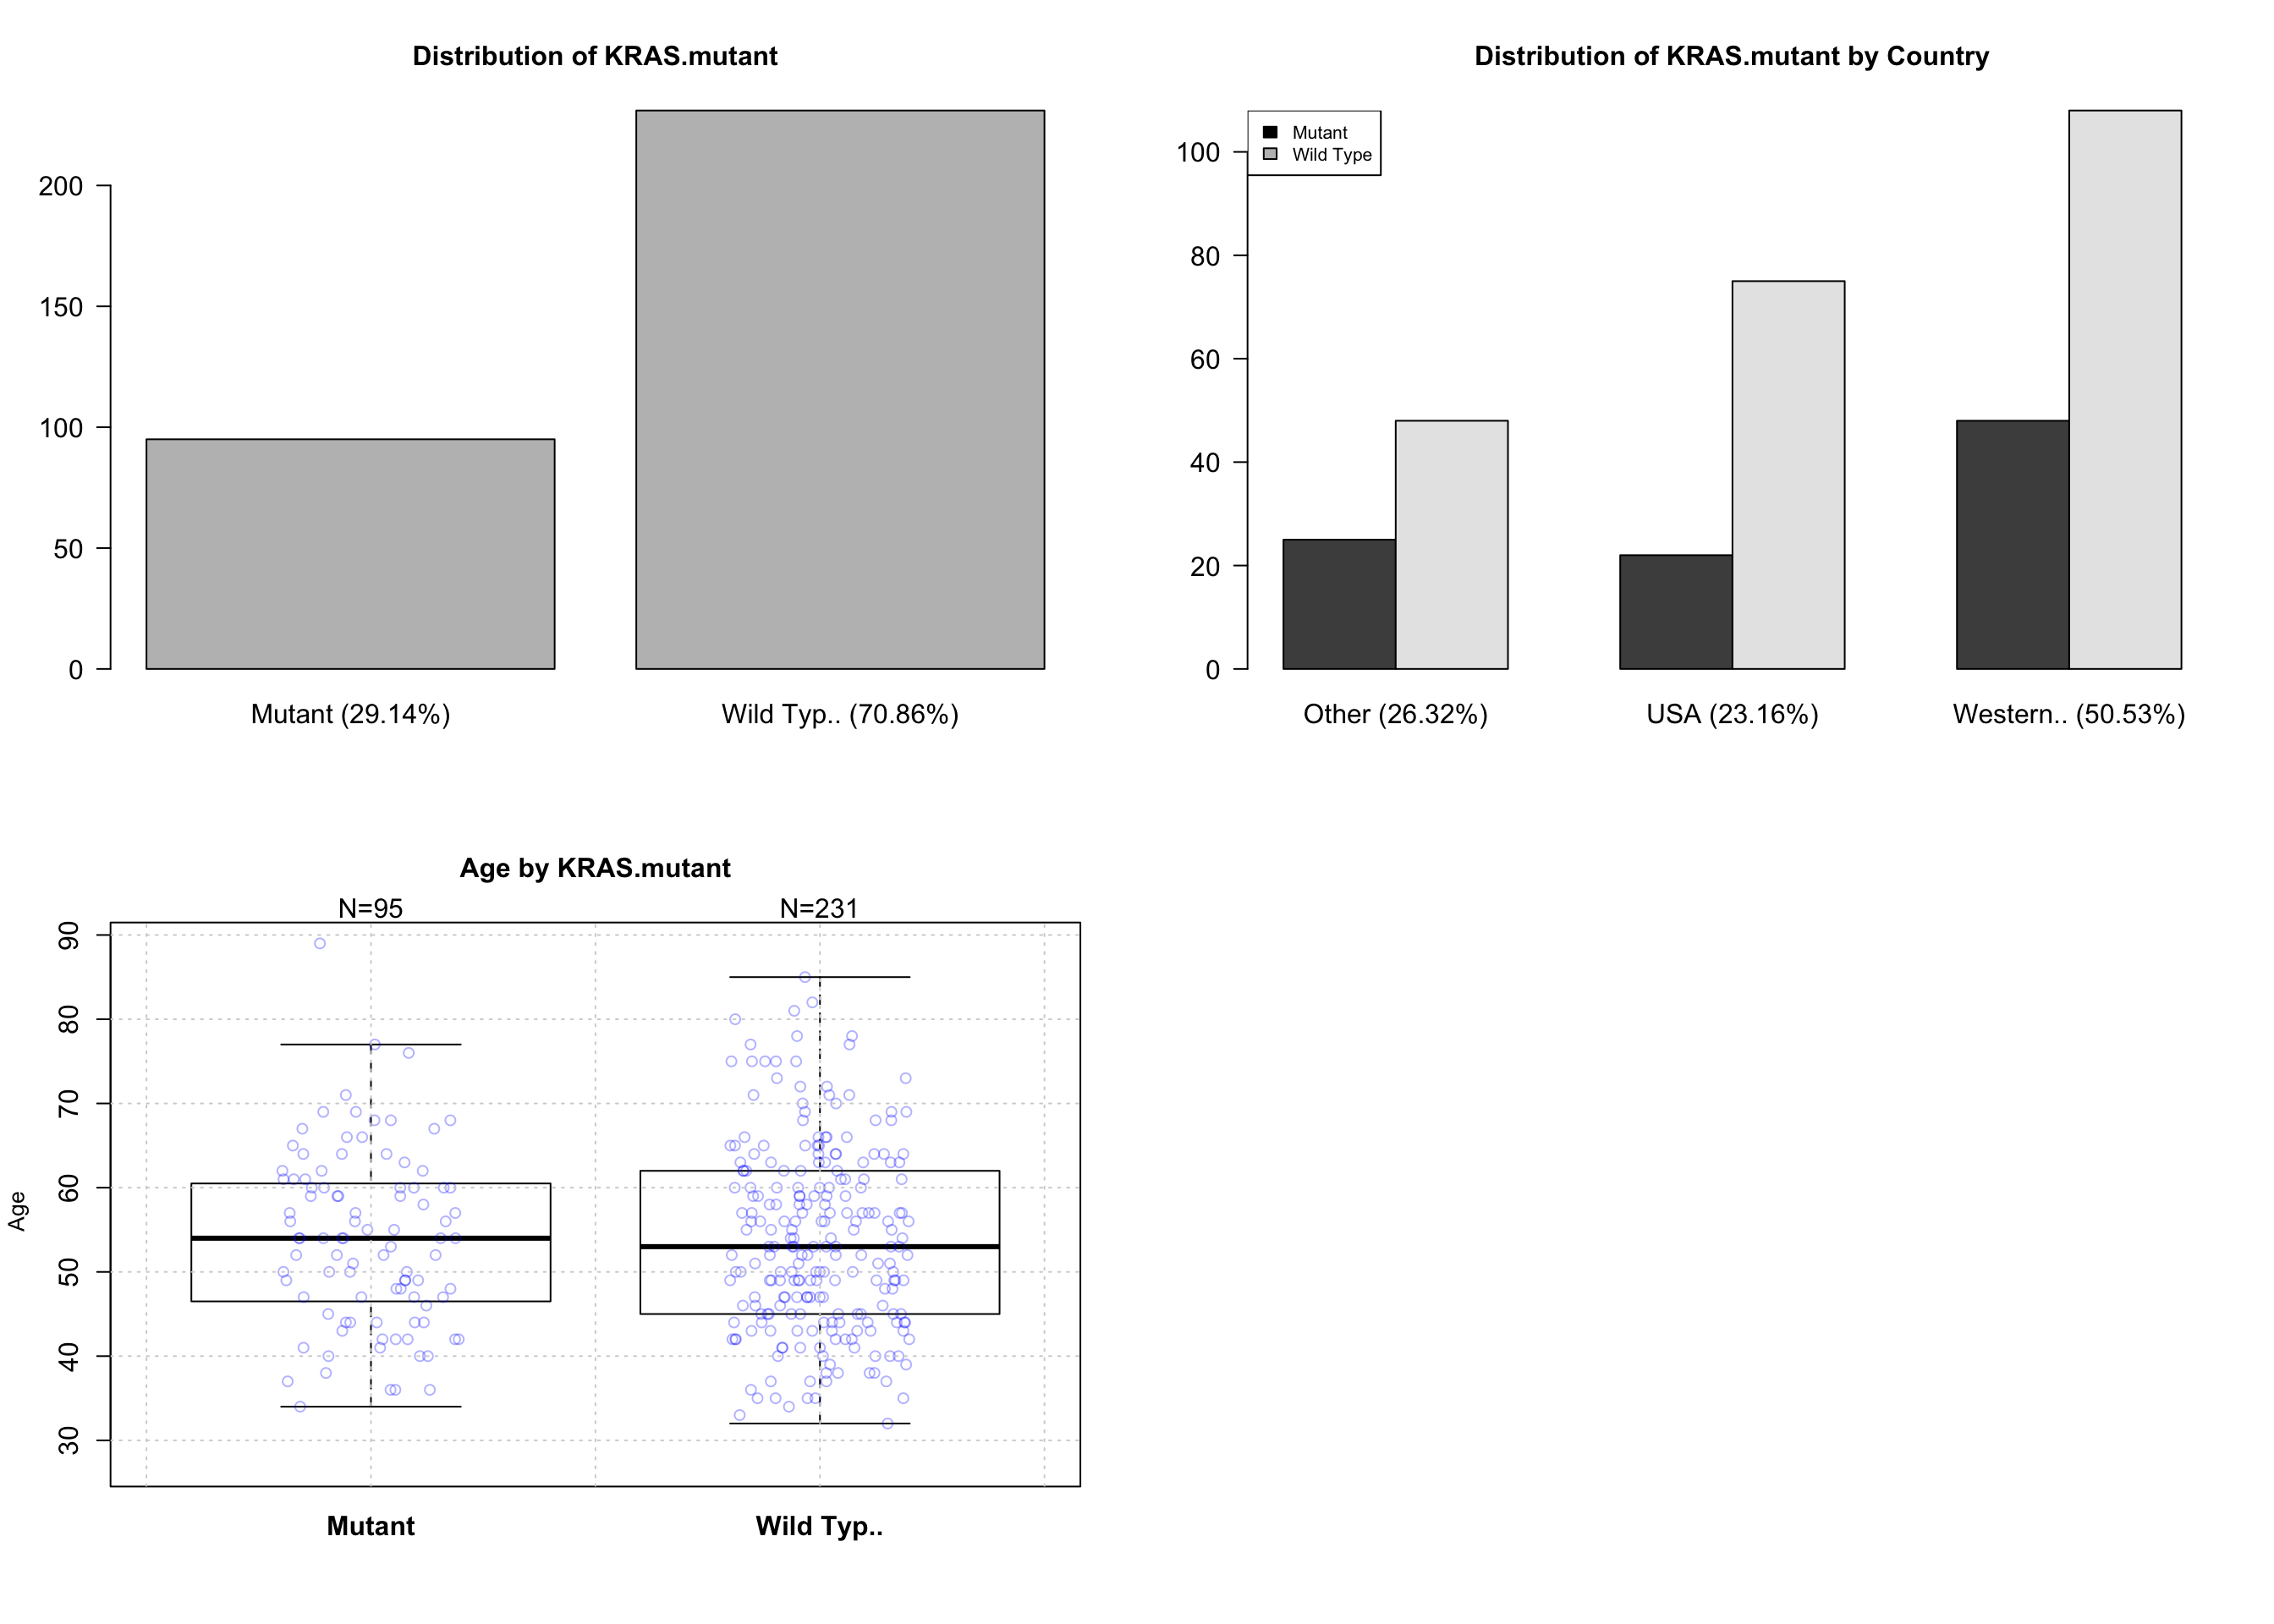 Distribution of KRAS.mutant
200
150
100
50
0
Mutant (29.14%)
Wild Typ.. (70.86%)
Distribution of KRAS.mutant by Country
Mutant
Wild Type
100
80
60
40
20
0
Other (26.32%)
USA (23.16%)
Western.. (50.53%)
Age by KRAS.mutant
N=95
N=231
Age
90
80
70
60
50
40
30
Mutant
Wild Typ..